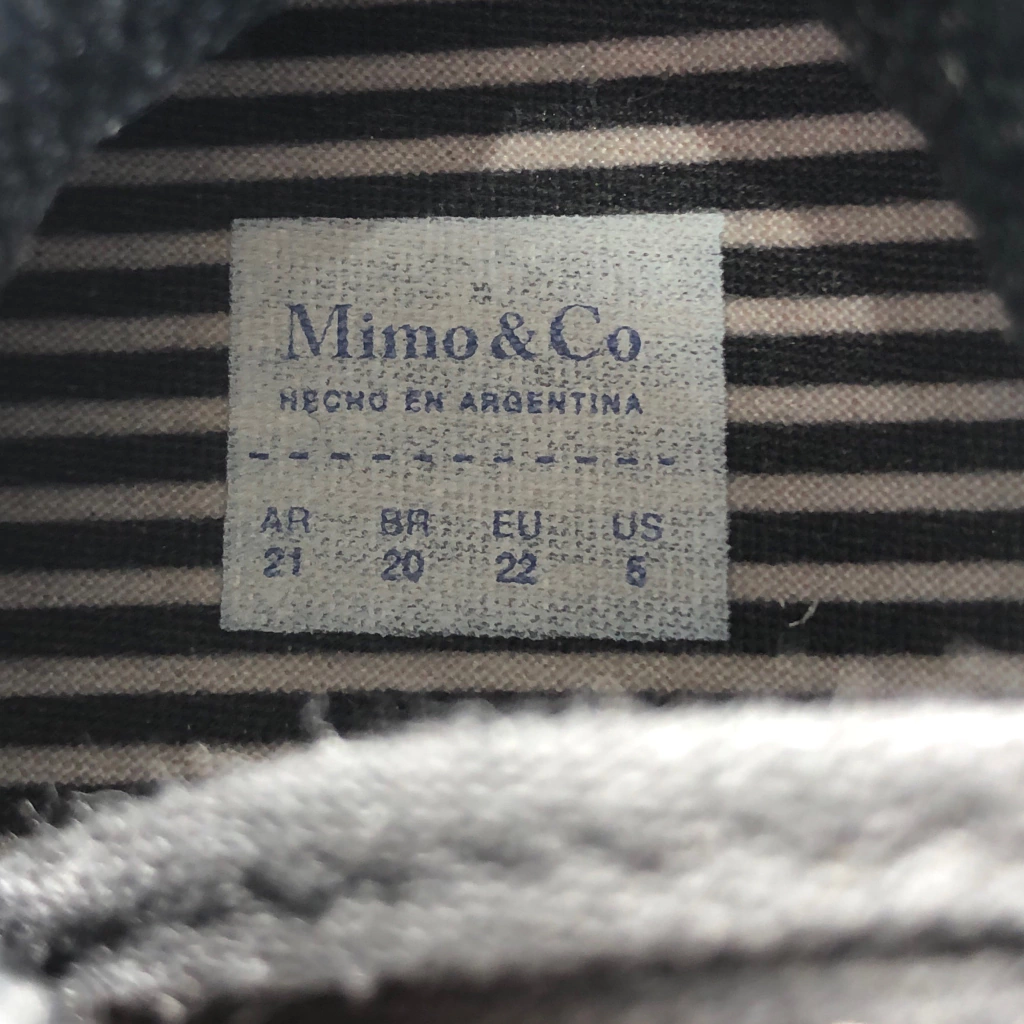 Mimo & Co
HECHO EN ARGENTINA
AR BR EU US
21 20 22 6